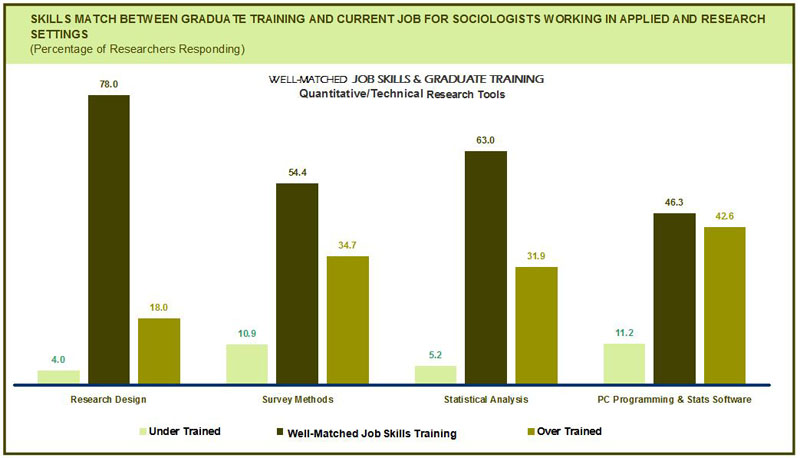 SKILLS MATCH BETWEEN GRADUATE TRAINING AND CURRENT JOB FOR SOCIOLOGISTS WORKING IN APPLIED AND RESEARCH
SETTINGS
(Percentage of Researchers Responding)
WELL-MATCHED JOB SKILLS & GRADUATE TRAINING
Quantitative/Technical Research Tools
78.0
63.0
54.4
46.3
42.6
34.7
31.9
18.0
10.9
11.2
4.0
5.2
Research Design Survey Methods Statistical Analysis PC Programming & Stats Software
Under Trained Well-Matched Job Skills Training Over Trained